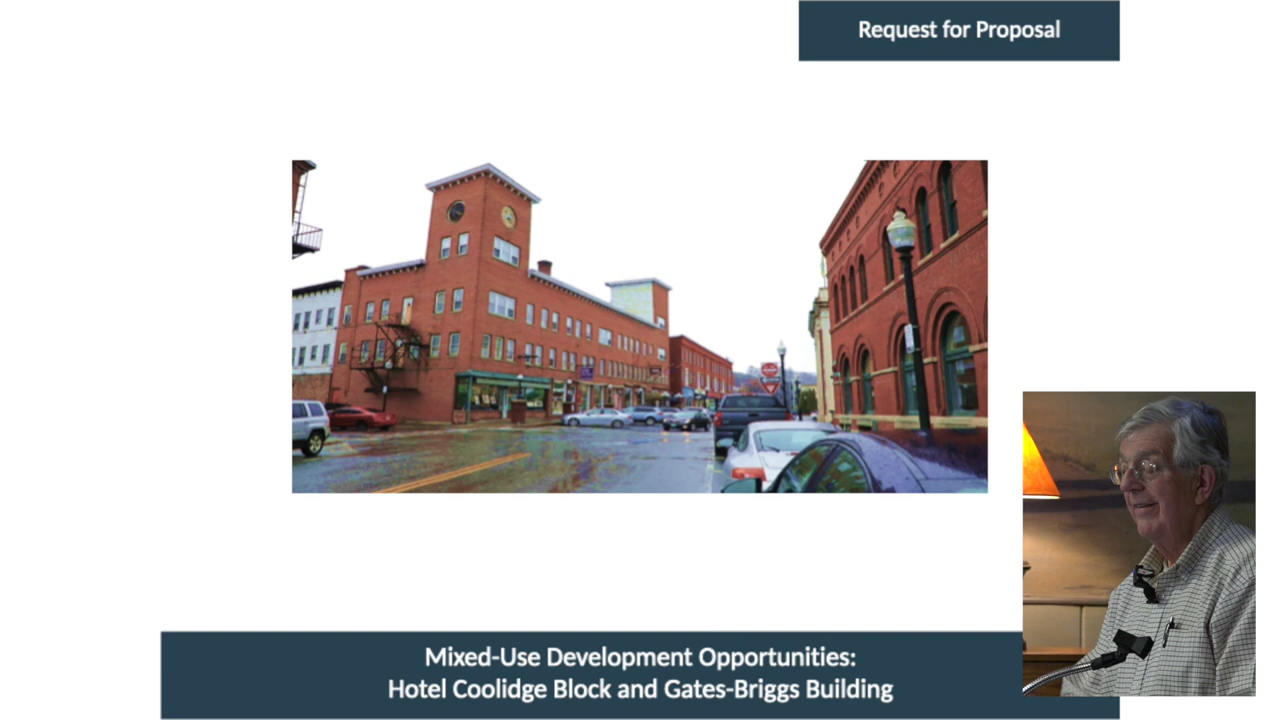 Request for Proposal
Mixed-Use Development Opportunities:
Hotel Coolidge Block and Gates-Briggs Building